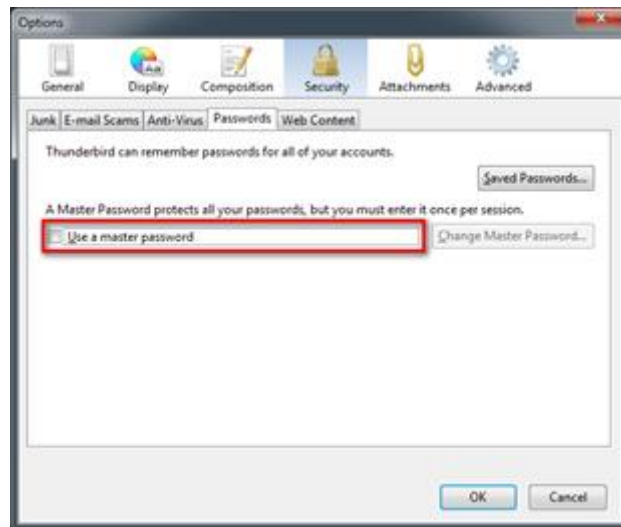 Options
General Display Composition Security Attachments Advanced
Junk E-mail Scams Anti-Virus Passwords Web Content
Thunderbird can remember passwords for all of your accounts.
Saved Passwords...
A Master Password protects all your passwords, but you must enter it once per session.
Use a master password Change Master Password...
OK Cancel